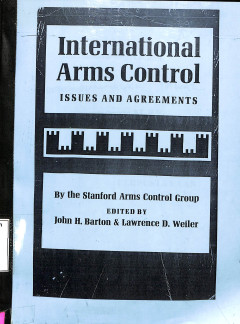 International
Arms Control
ISSUES AND AGREEMENTS
By the Stanford Arms Control Group
EDITED BY
John H. Barton & Lawrence D. Weiler